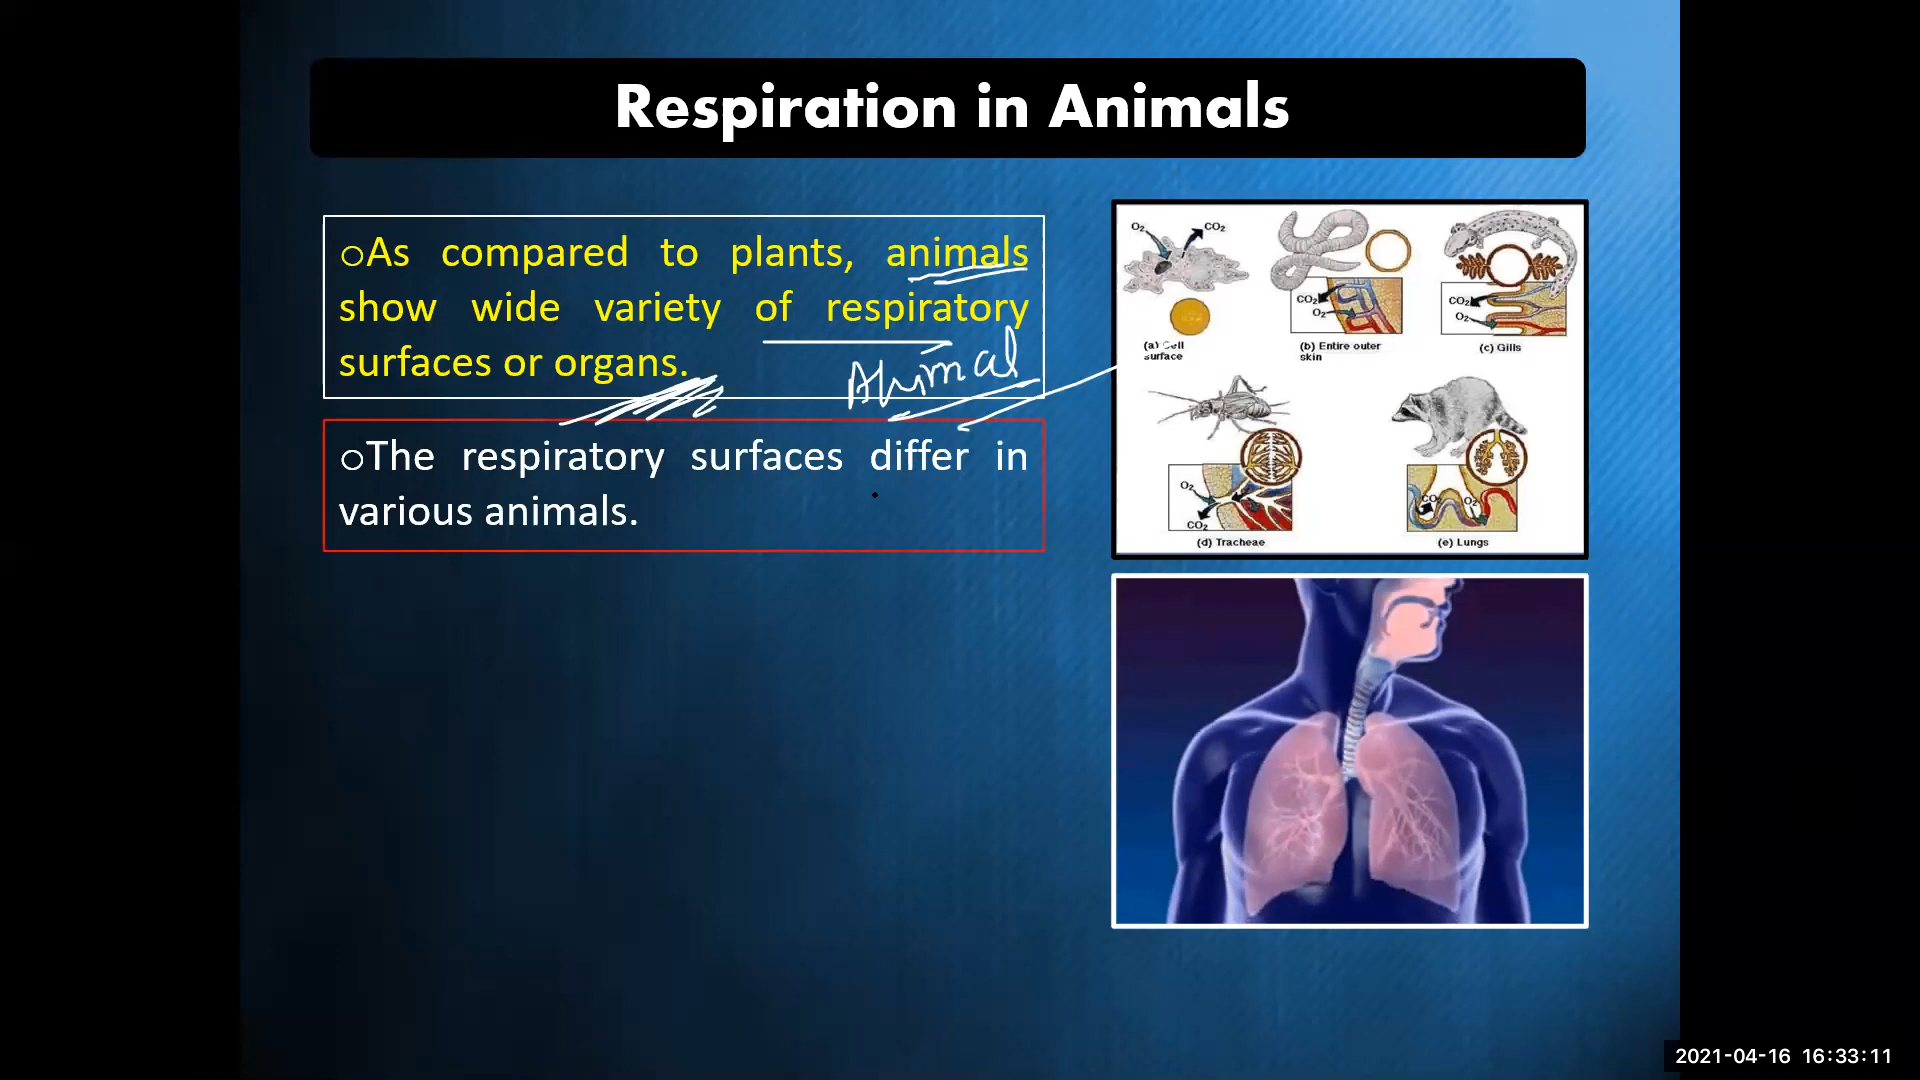 Respiration in Animals
oAs compared to plants, animals
show wide variety of respiratory
surfaces or organs.
Animal
oThe respiratory surfaces differ in
various animals.
O₂
CO₂
(a) Cell
surface
CO₂
O₂
(b) Entire outer
skin
CO₂
O₂
(c) Gills
O₂
CO₂
(d) Tracheae
CO₂
O₂
(e) Lungs
2021-04-16 16:33:11